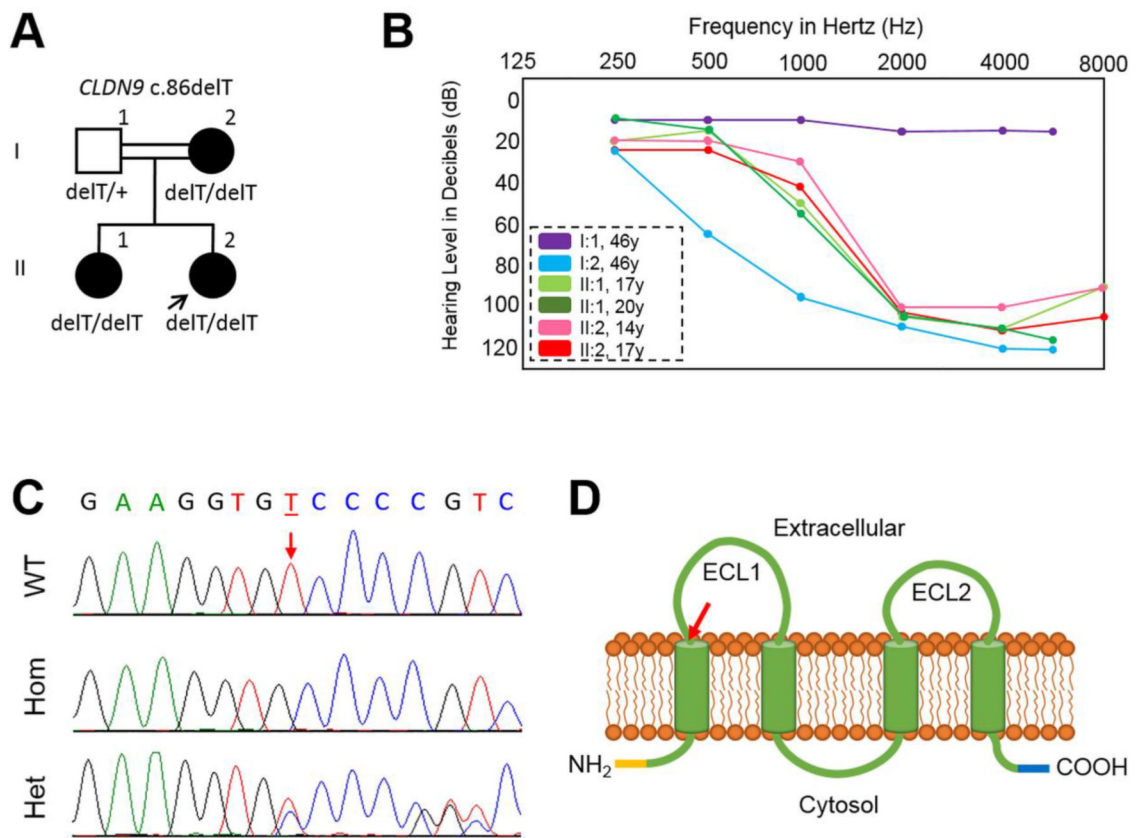 A
CLDN9 c.86delT
1 2
I
delT/+ delT/delT
1 2
II
delT/delT delT/delT
B
Frequency in Hertz (Hz)
125 250 500 1000 2000 4000 8000
Hearing Level in Decibels (dB)
0
20
40
60
80
100
120
I:1, 46y
I:2, 46y
II:1, 17y
II:1, 20y
II:2, 14y
II:2, 17y
C
G A A G G T G T C C C C G T C
WT
Hom
Het
D
Extracellular
ECL1
ECL2
NH2
COOH
Cytosol